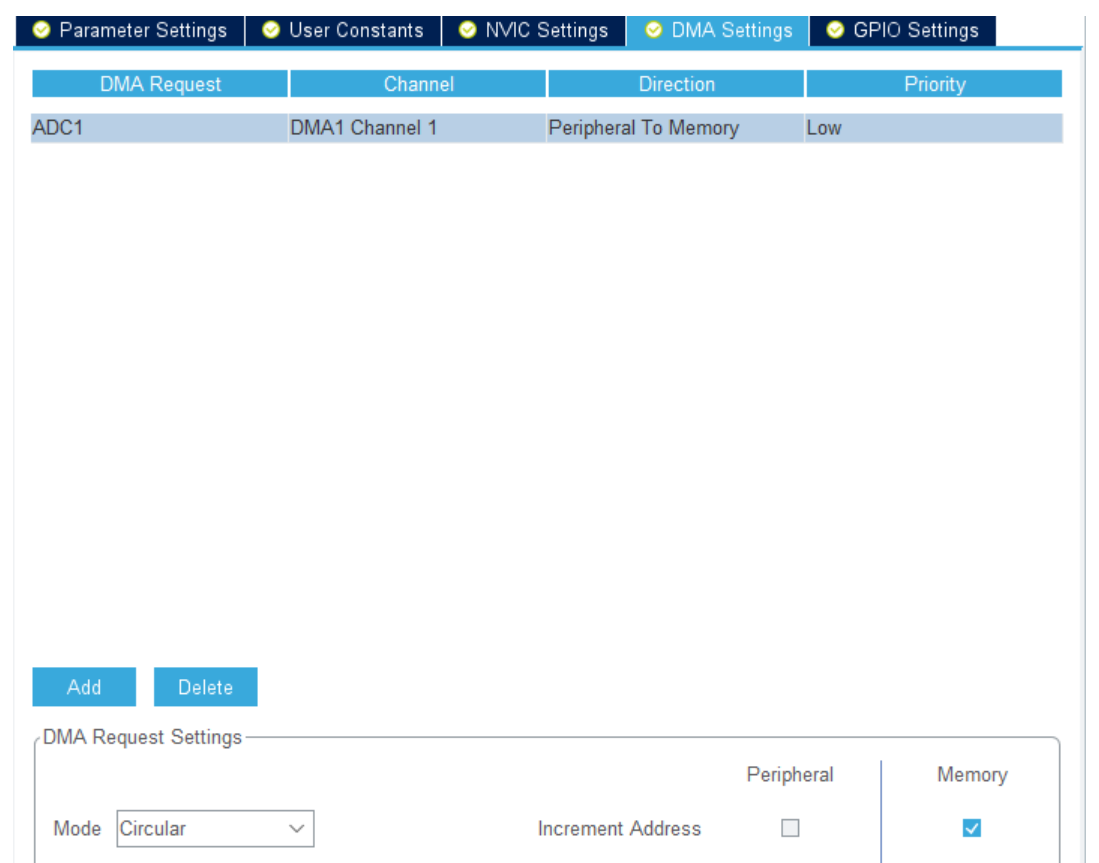 Parameter Settings User Constants NVIC Settings DMA Settings GPIO Settings
DMA Request Channel Direction Priority
ADC1 DMA1 Channel 1 Peripheral To Memory Low
Add Delete
DMA Request Settings
Peripheral Memory
Mode Circular Increment Address